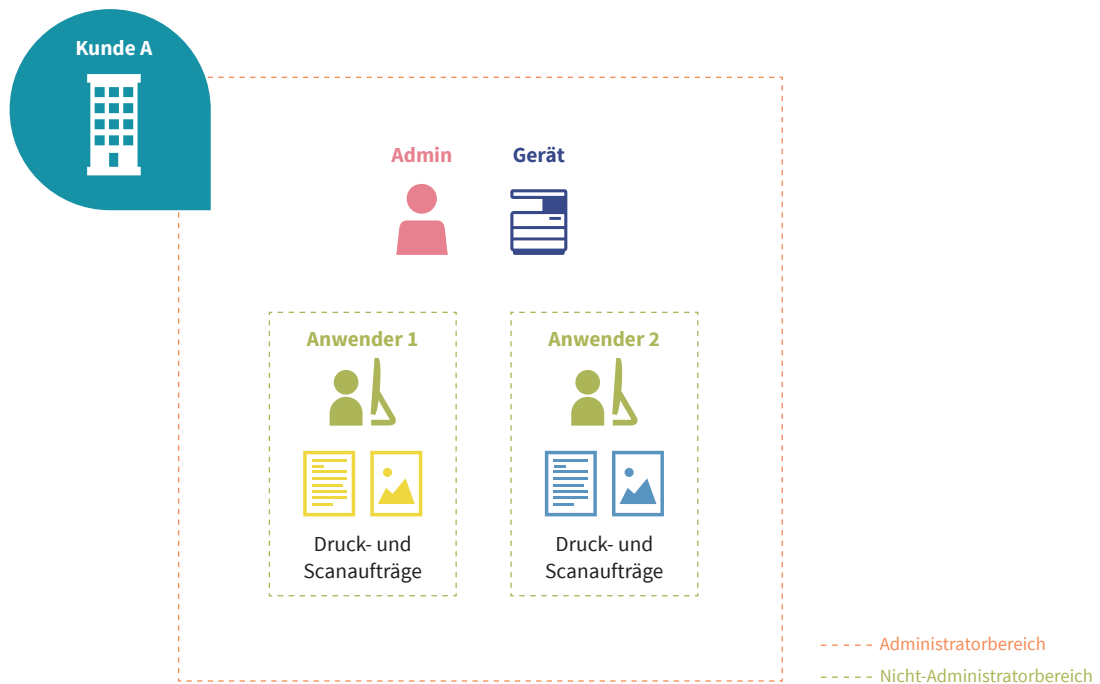 Kunde A
Admin
Gerät
Anwender 1
Anwender 2
Druck- und
Scanaufträge
Druck- und
Scanaufträge
Administratorbereich
Nicht-Administratorbereich